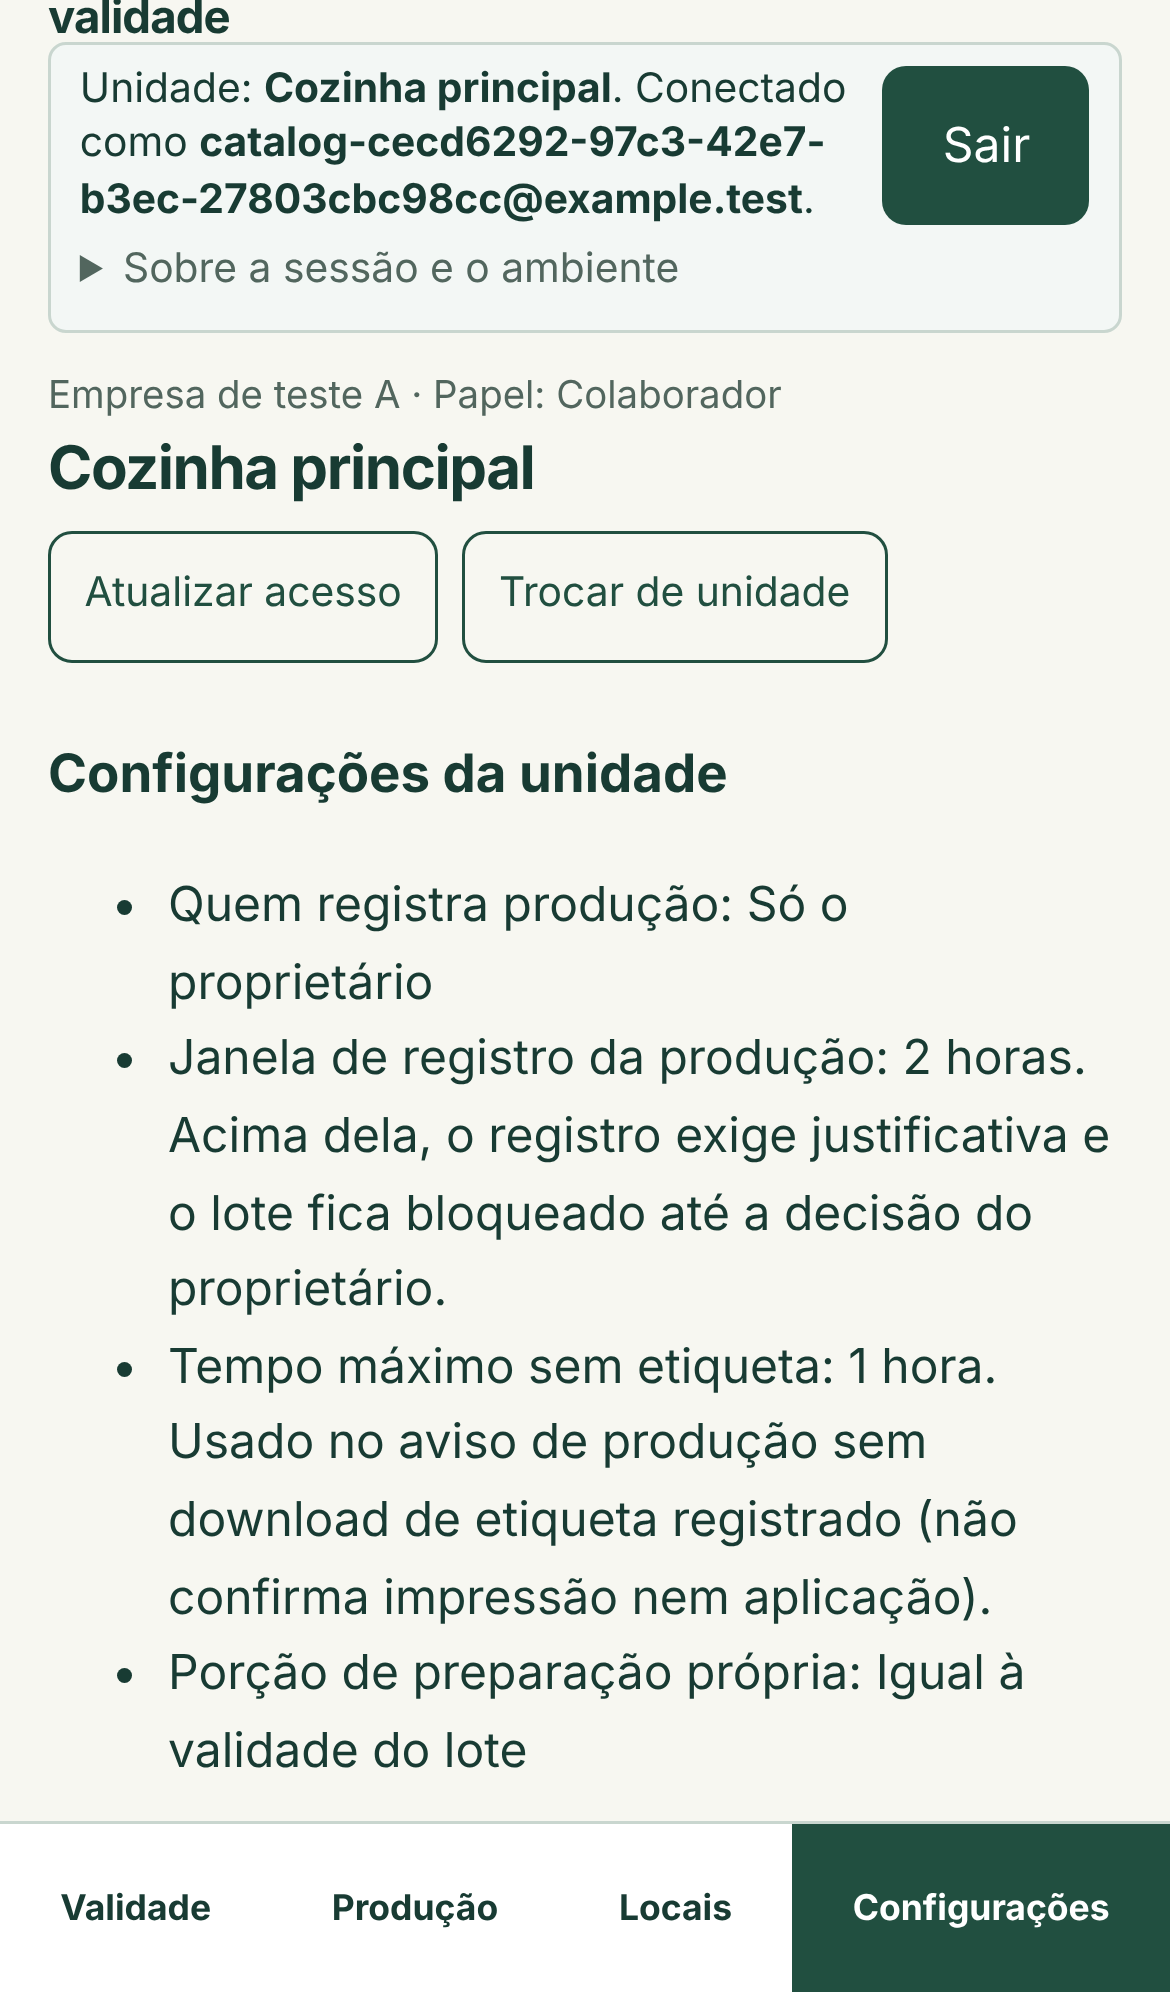 validade
Unidade: Cozinha principal. Conectado
como catalog-cecd6292-97c3-42e7-
b3ec-27803cbc98cc@example.test.
Sair
▶ Sobre a sessão e o ambiente
Empresa de teste A · Papel: Colaborador
Cozinha principal
Atualizar acesso
Trocar de unidade
Configurações da unidade
• Quem registra produção: Só o
proprietário
• Janela de registro da produção: 2 horas.
Acima dela, o registro exige justificativa e
o lote fica bloqueado até a decisão do
proprietário.
• Tempo máximo sem etiqueta: 1 hora.
Usado no aviso de produção sem
download de etiqueta registrado (não
confirma impressão nem aplicação).
• Porção de preparação própria: Igual à
validade do lote
Validade
Produção
Locais
Configurações